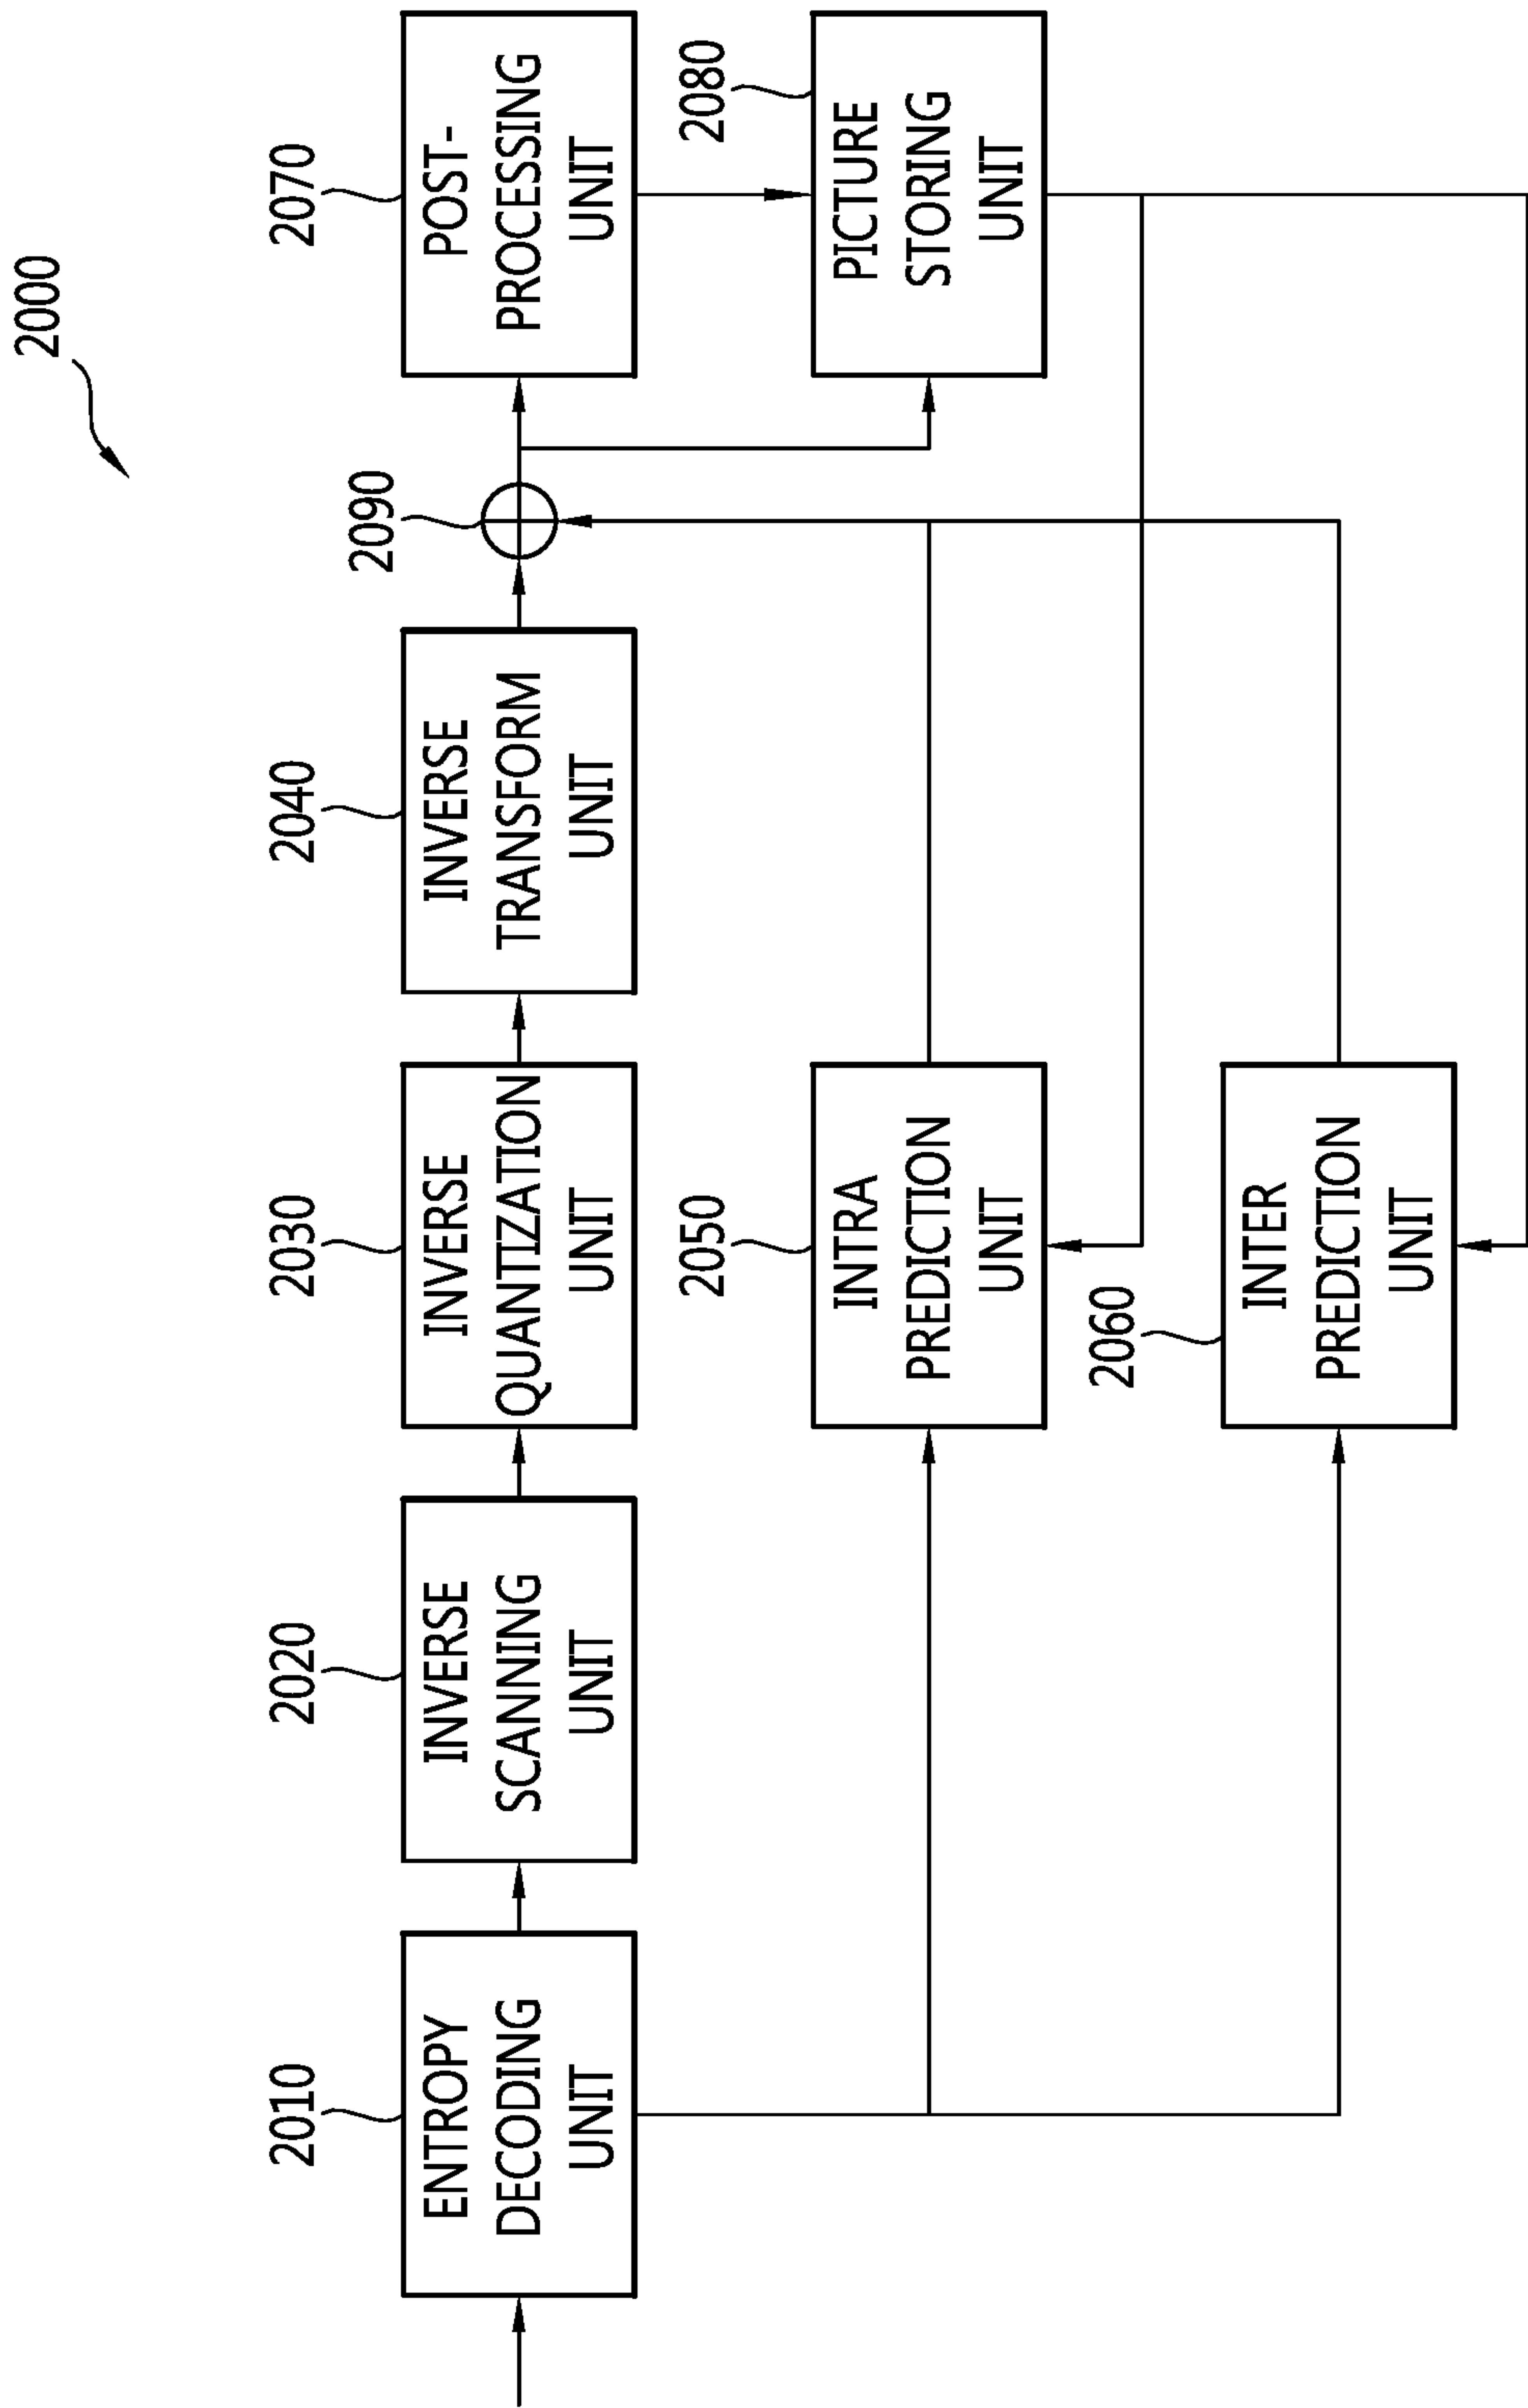 2000
2010
ENTROPY
DECODING
UNIT
2020
INVERSE
SCANNING
UNIT
2030
INVERSE
QUANTIZATION
UNIT
2040
INVERSE
TRANSFORM
UNIT
2090
2070
POST-
PROCESSING
UNIT
2050
INTRA
PREDICTION
UNIT
2080
PICTURE
STORING
UNIT
2060
INTER
PREDICTION
UNIT